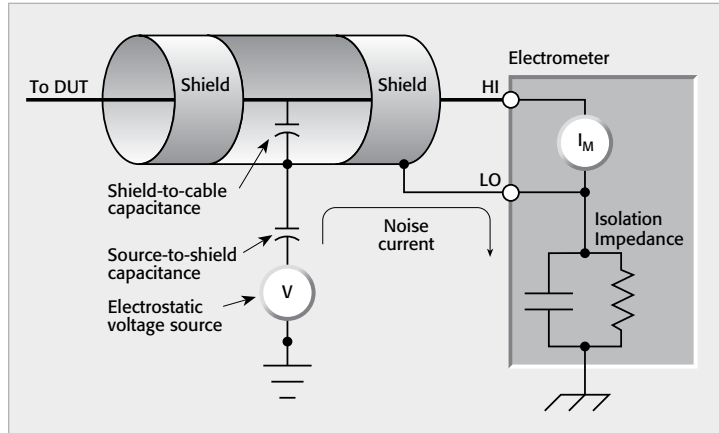 Electrometer
To DUT
Shield
Shield
HI
I_M
LO
Shield-to-cable
capacitance
Noise
current
Isolation
Impedance
Source-to-shield
capacitance
Electrostatic
voltage source
V